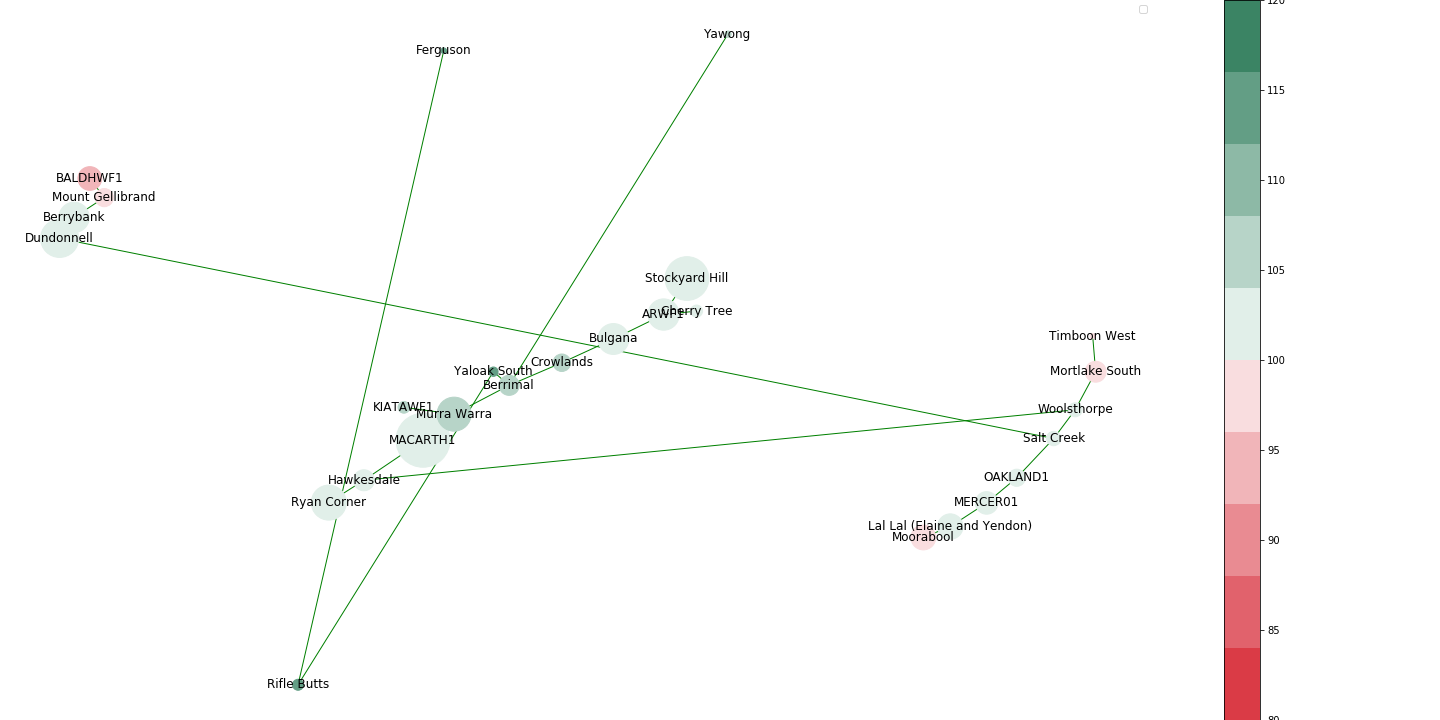 Yawong
Ferguson
BALDHWF1
Mount Gellibrand
Berrybank
Dundonnell
Stockyard Hill
ARWF1
Cherry Tree
Bulgana
Crowlands
Yaloak South
Berrimal
KIATAWF1
Murra Warra
MACARTH1
Hawkesdale
Ryan Corner
Rifle Butts
Timboon West
Mortlake South
Woolsthorpe
Salt Creek
OAKLAND1
MERCER01
Lal Lal (Elaine and Yendon)
Moorabool
120
115
110
105
100
95
90
85
80